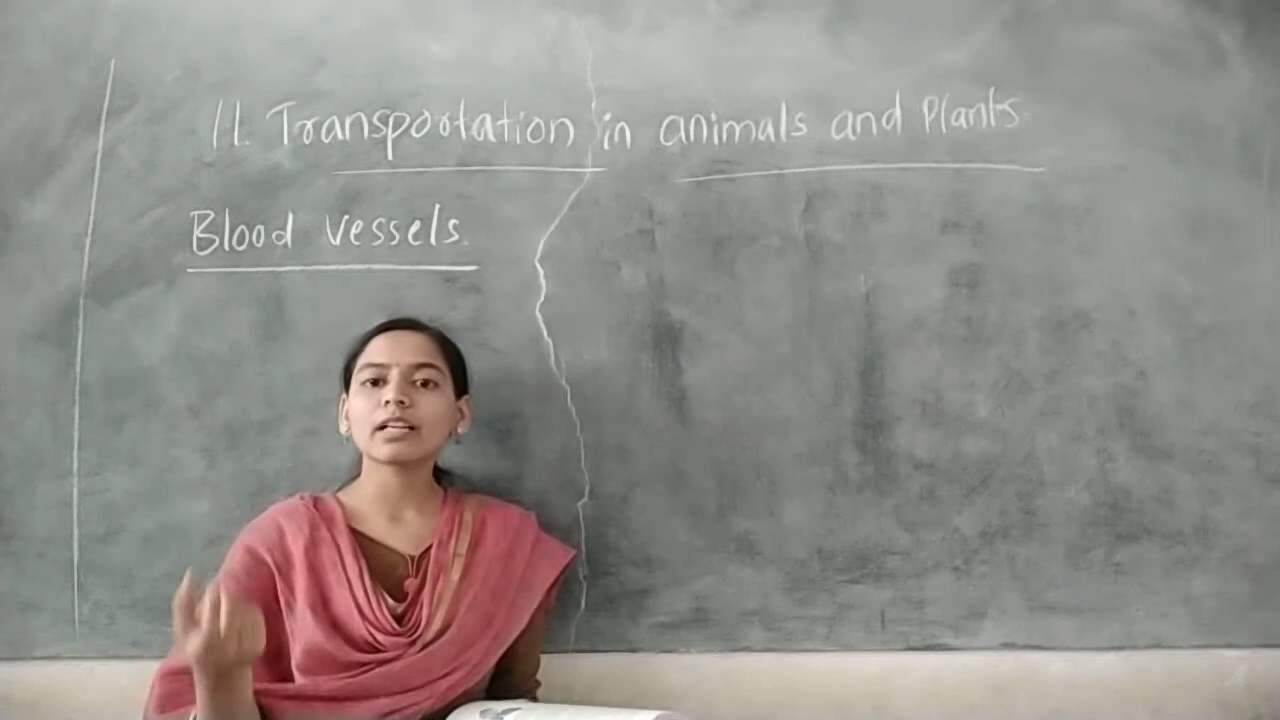 11. Transportation in animals and Plants.
Blood vessels.